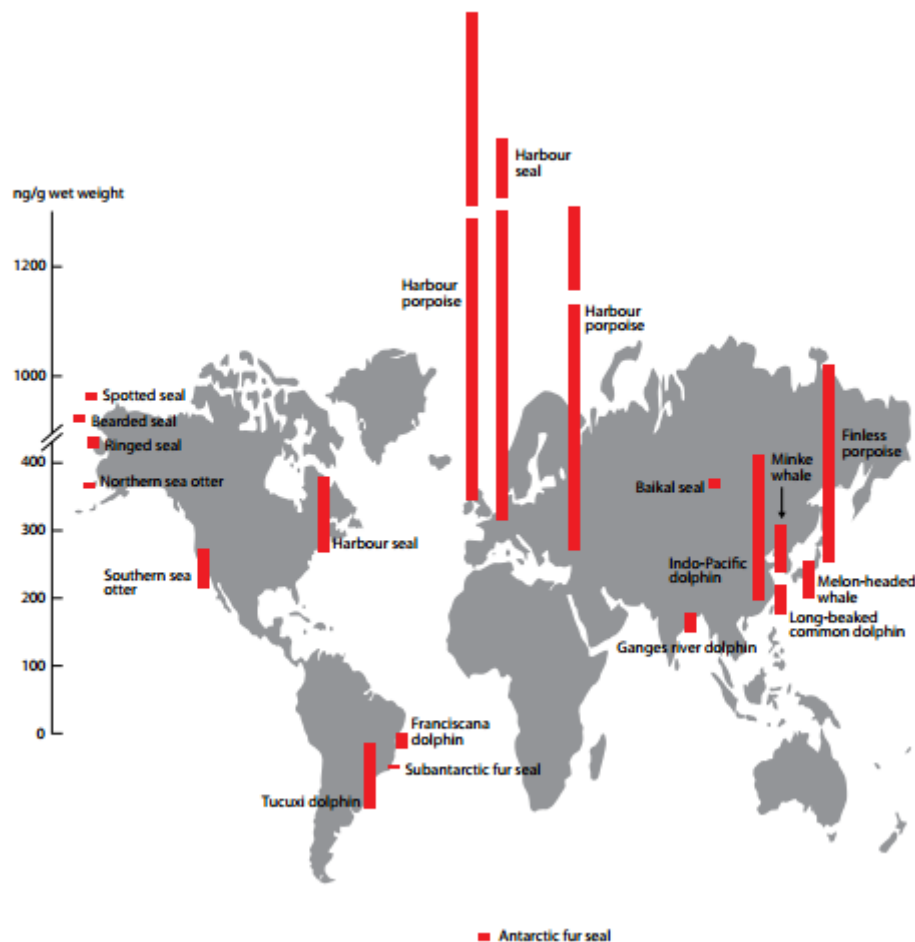 Harbour
seal
ng/g wet weight
1200
1000
400
300
200
100
0
Harbour
porpoise
Harbour
porpoise
Spotted seal
Bearded seal
Ringed seal
Northern sea otter
Southern sea
otter
Harbour seal
Baikal seal
Minke
whale
Finless
porpoise
Indo-Pacific
dolphin
Melon-headed
whale
Long-beaked
common dolphin
Ganges river dolphin
Franciscana
dolphin
Subantarctic fur seal
Tucuxi dolphin
Antarctic fur seal